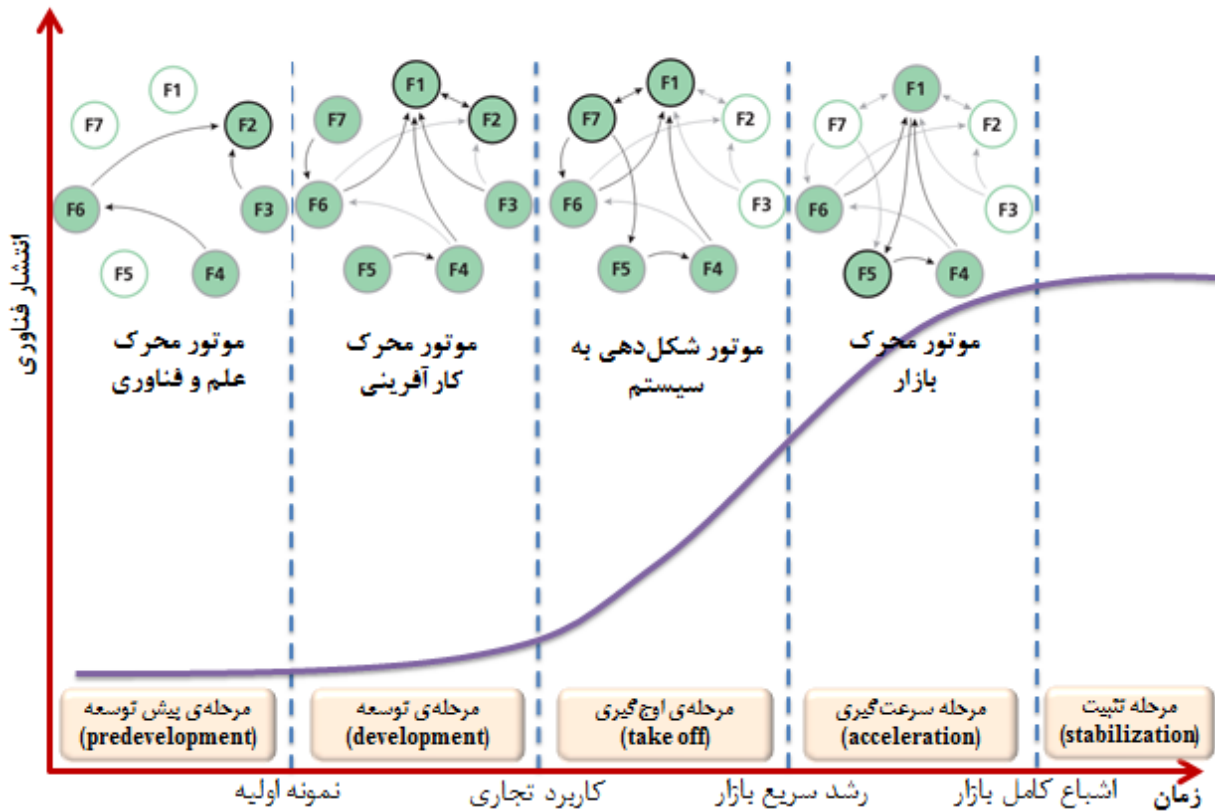 انتشار فناوری
F1
F7
F2
F6
F3
F5
F4
موتور محرک
علم و فناوری
F1
F7
F2
F6
F3
F5
F4
موتور محرک
کارآفرینی
F1
F7
F2
F6
F3
F5
F4
موتور شکل‌دهی به
سیستم
F1
F7
F2
F6
F3
F5
F4
موتور محرک
بازار
مرحله‌ی پیش توسعه
(predevelopment)
مرحله‌ی توسعه
(development)
مرحله‌ی اوج‌گیری
(take off)
مرحله سرعت‌گیری
(acceleration)
مرحله تثبیت
(stabilization)
نمونه اولیه
کاربرد تجاری
رشد سریع بازار
اشباع کامل بازار
زمان